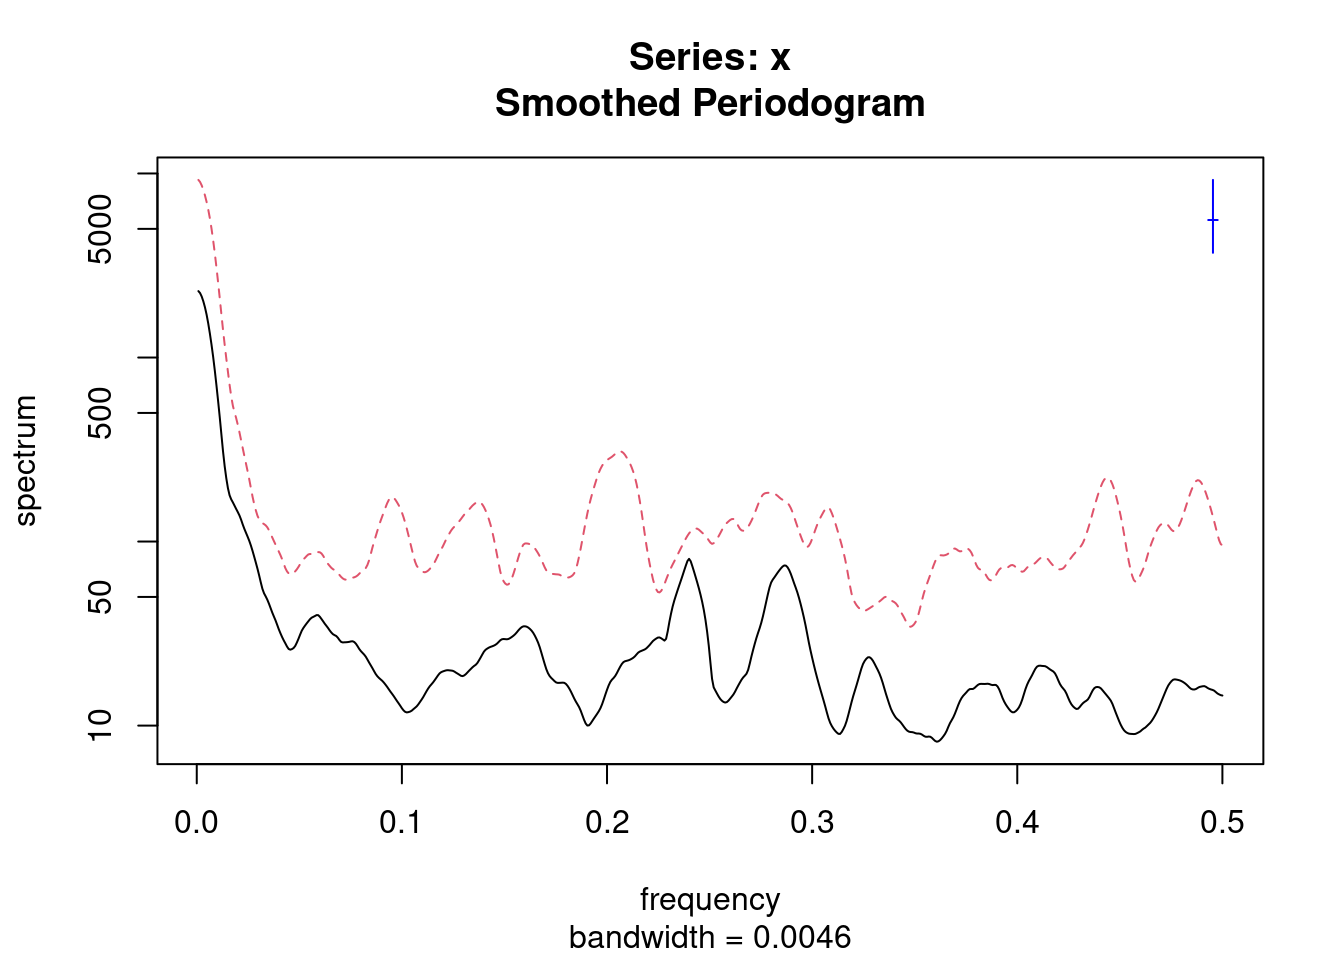 Series: x
Smoothed Periodogram
spectrum
5000
500
50
10
0.0 0.1 0.2 0.3 0.4 0.5
frequency
bandwidth = 0.0046